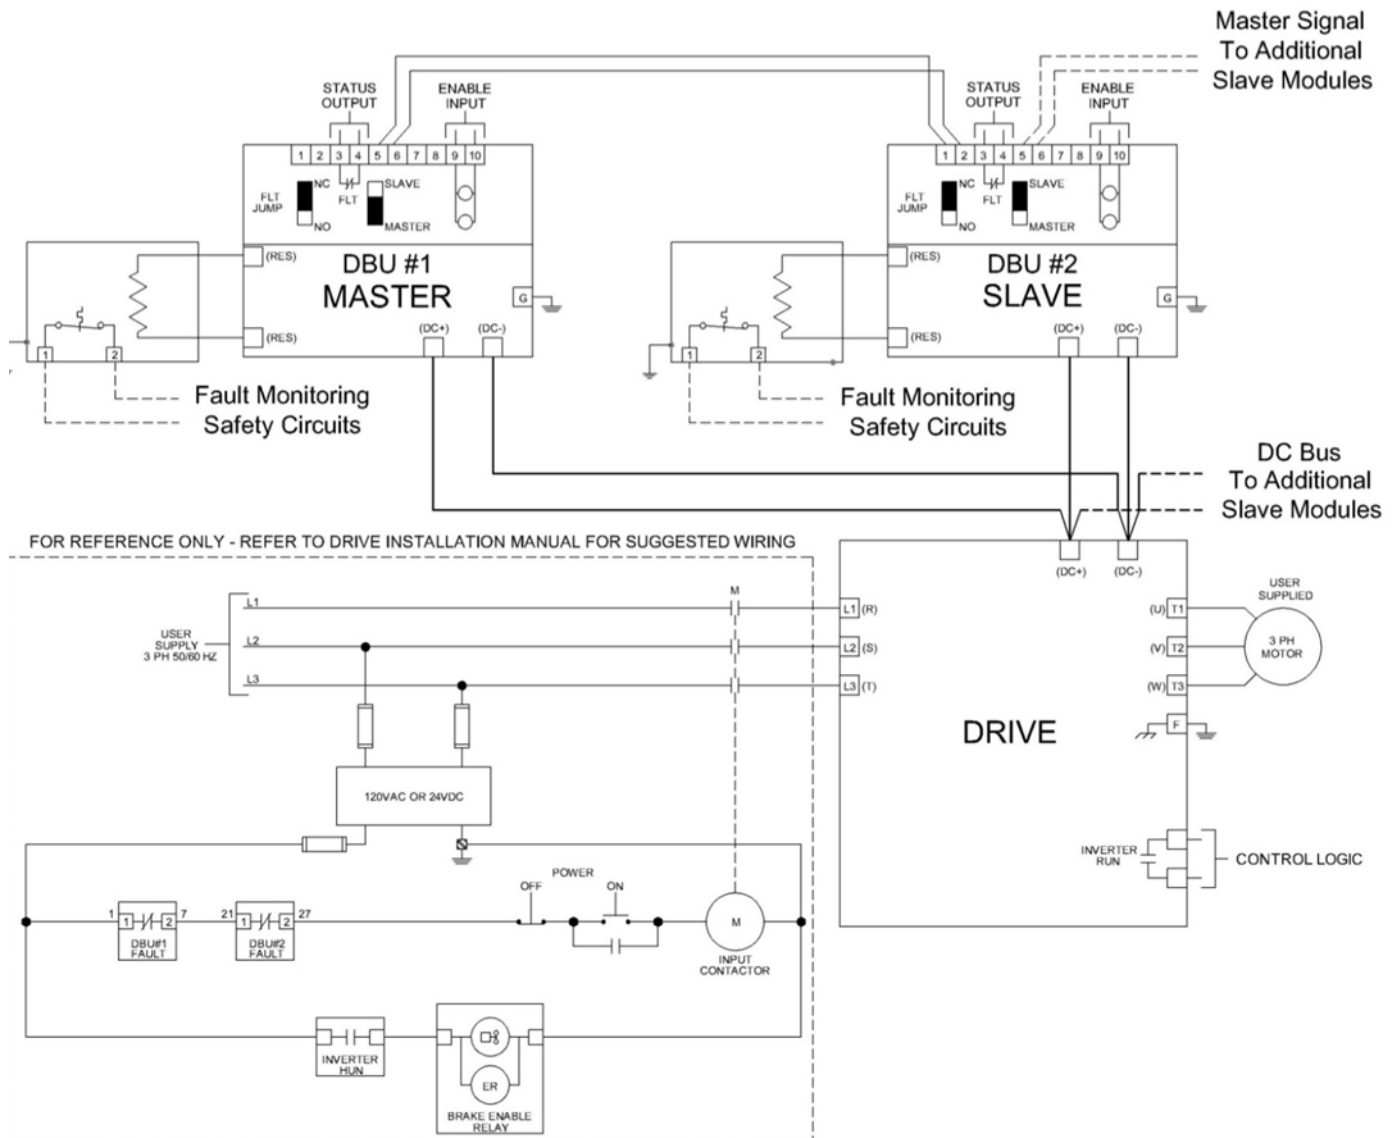 Master Signal
To Additional
Slave Modules
STATUS
OUTPUT
ENABLE
INPUT
STATUS
OUTPUT
ENABLE
INPUT
1 2 3 4 5 6 7 8 9 10
1 2 3 4 5 6 7 8 9 10
FLT
JUMP
NC
NO
FLT
SLAVE
MASTER
FLT
JUMP
NC
NO
FLT
SLAVE
MASTER
(RES)
(RES)
DBU #1
MASTER
G
(DC+)
(DC-)
1
2
(RES)
(RES)
DBU #2
SLAVE
G
(DC+)
(DC-)
1
2
Fault Monitoring
Safety Circuits
Fault Monitoring
Safety Circuits
DC Bus
To Additional
Slave Modules
FOR REFERENCE ONLY - REFER TO DRIVE INSTALLATION MANUAL FOR SUGGESTED WIRING
(DC+)
(DC-)
USER
SUPPLIED
3 PH
MOTOR
USER
SUPPLY
3 PH 50/60 HZ
L1
L2
L3
M
L1 (R)
L2 (S)
L3 (T)
(U) T1
(V) T2
(W) T3
F
DRIVE
120VAC OR 24VDC
INVERTER
RUN
CONTROL LOGIC
POWER
OFF
ON
1
1 2
7
DBU#1
FAULT
21
1 2
27
DBU#2
FAULT
M
INPUT
CONTACTOR
INVERTER
HUN
ER
BRAKE ENABLE
RELAY